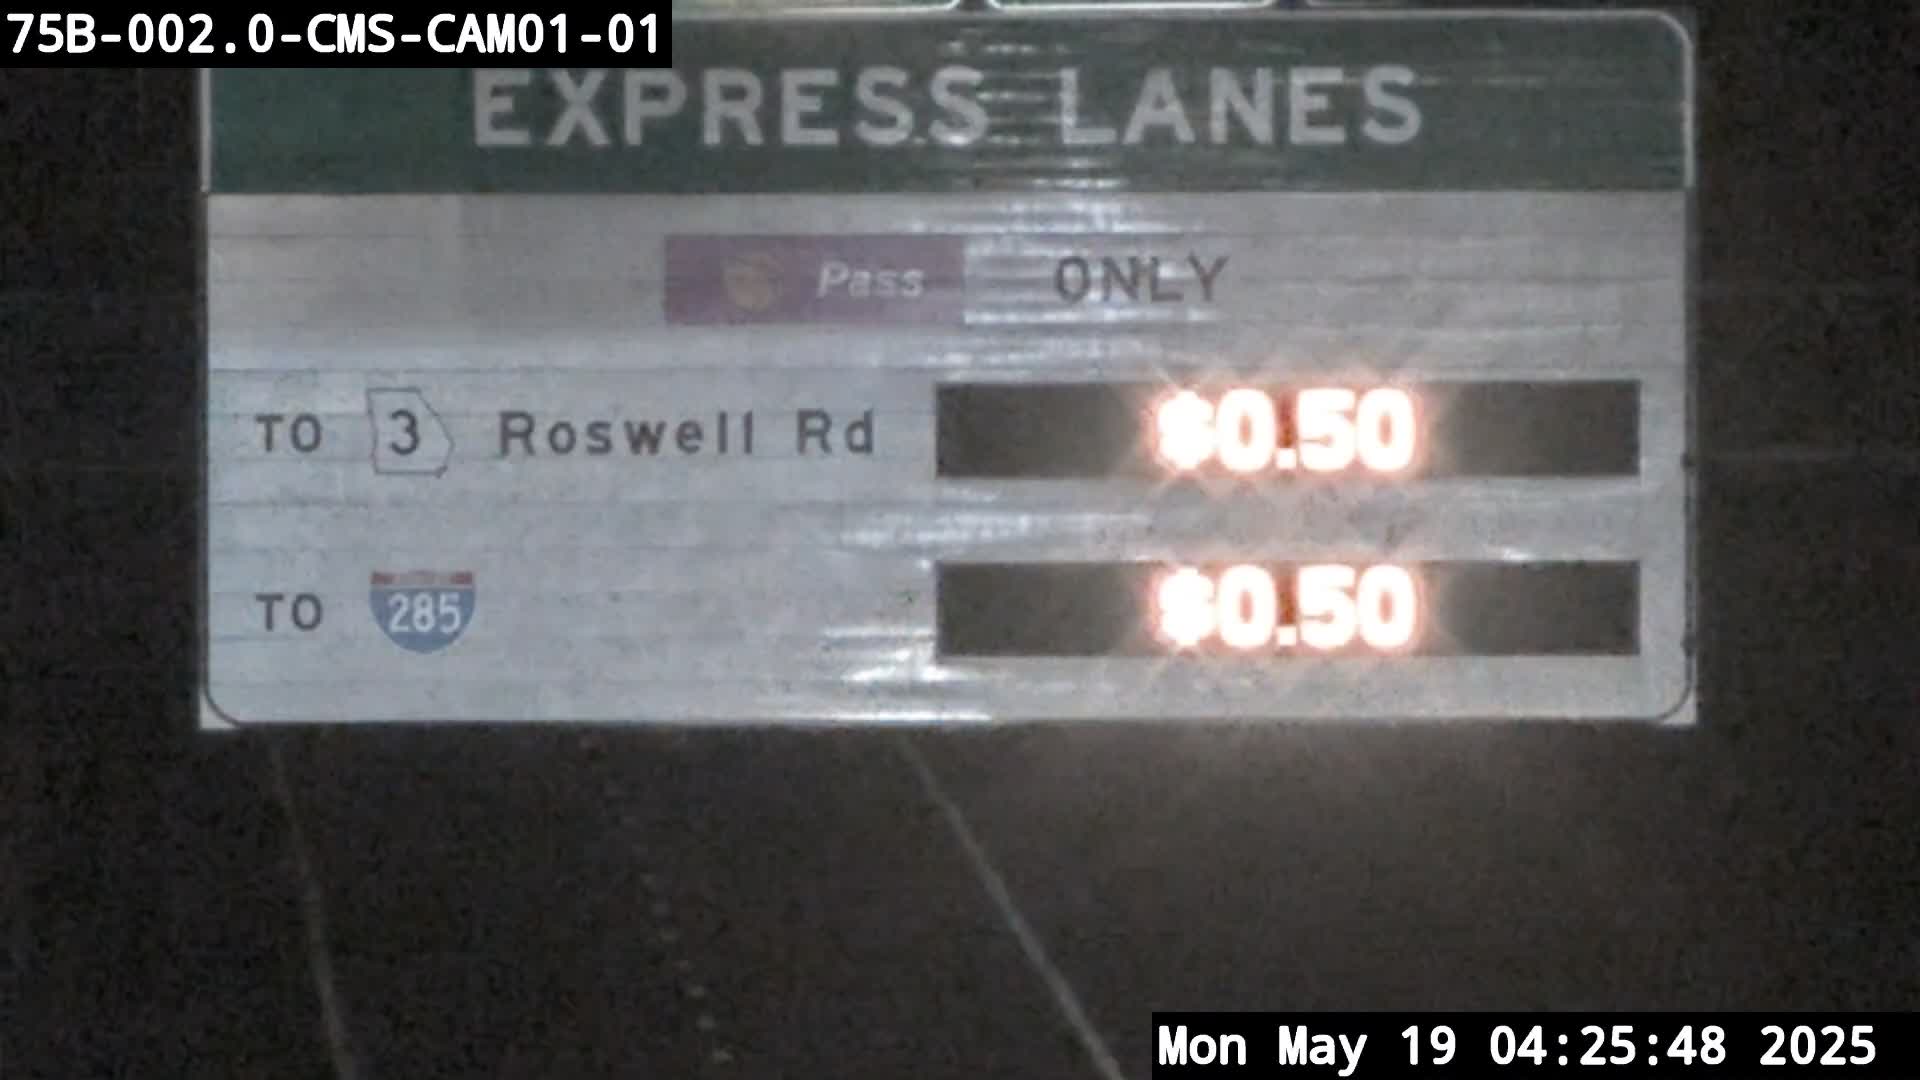 75B-002.0-CMS-CAM01-01
EXPRESS LANES
Pass ONLY
TO 3 Roswell Rd $0.50
TO 285 $0.50
Mon May 19 04:25:48 2025